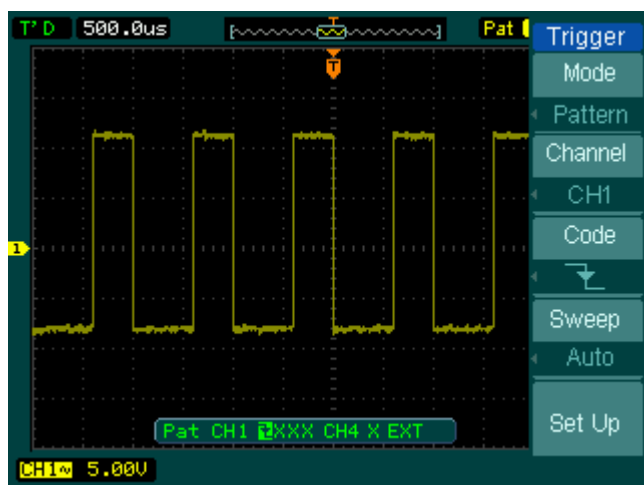 T'D 500.0us Pat
T
Trigger
Mode
Pattern
Channel
CH1
Code
Sweep
Auto
Set Up
T
1
Pat CH1 XXX CH4 X EXT
CH1~ 5.00V